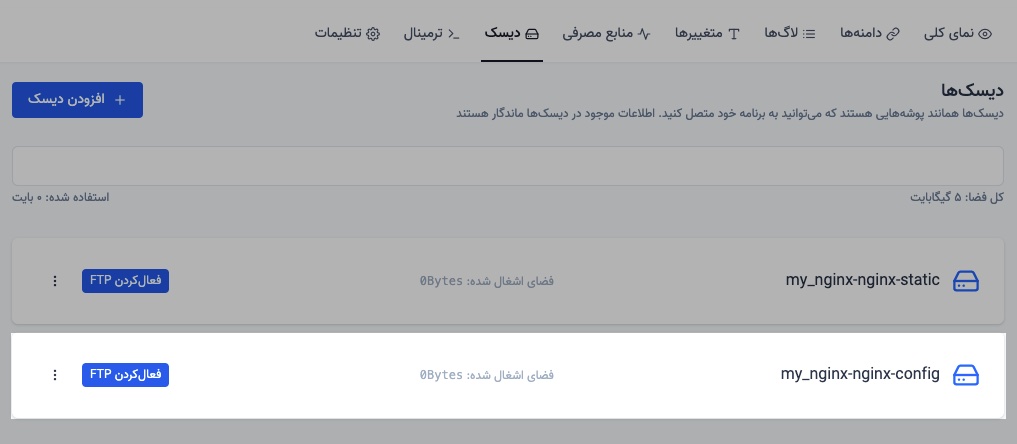 نمای کلی
دامنه‌ها
لاگ‌ها
متغییرها
منابع مصرفی
دیسک
ترمینال
تنظیمات
دیسک‌ها
افزودن دیسک
دیسک‌ها همانند پوشه‌هایی هستند که می‌توانید به برنامه خود متصل کنید. اطلاعات موجود در دیسک‌ها ماندگار هستند
کل فضا: ۵ گیگابایت
استفاده شده: ۰ بایت
my_nginx-nginx-static
فضای اشغال شده: 0Bytes
فعال‌کردن FTP
my_nginx-nginx-config
فضای اشغال شده: 0Bytes
فعال‌کردن FTP